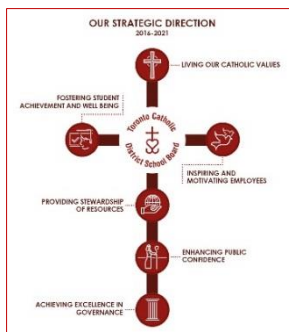 OUR STRATEGIC DIRECTION
2016-2021
LIVING OUR CATHOLIC VALUES
FOSTERING STUDENT
ACHIEVEMENT AND WELL BEING
Toronto Catholic
District School Board
INSPIRING AND
MOTIVATING EMPLOYEES
PROVIDING STEWARDSHIP
OF RESOURCES
ENHANCING PUBLIC
CONFIDENCE
ACHIEVING EXCELLENCE IN
GOVERNANCE